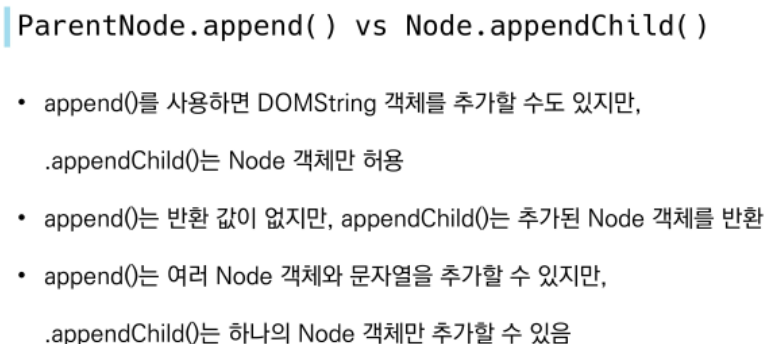 ParentNode.append() vs Node.appendChild()
• append()를 사용하면 DOMString 객체를 추가할 수도 있지만,
.appendChild()는 Node 객체만 허용
• append()는 반환 값이 없지만, appendChild()는 추가된 Node 객체를 반환
• append()는 여러 Node 객체와 문자열을 추가할 수 있지만,
.appendChild()는 하나의 Node 객체만 추가할 수 있음